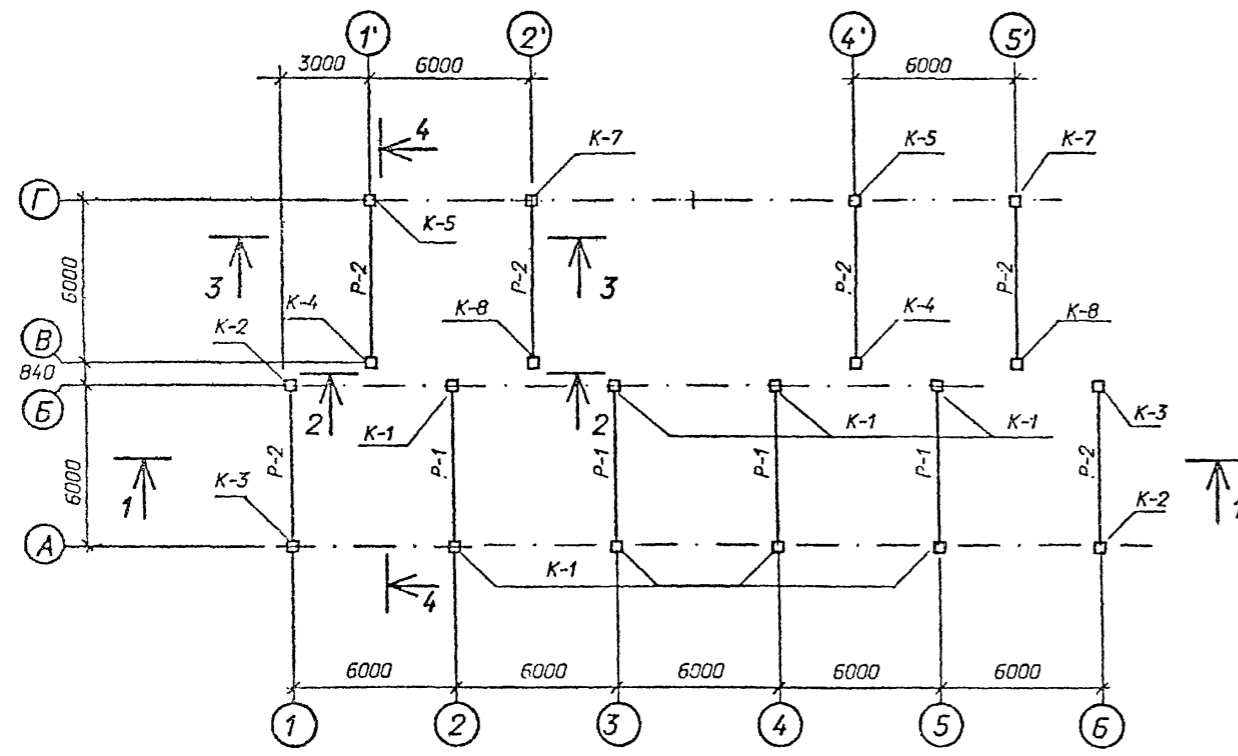 1' 2' 4' 5'
3000 6000 6000
4
К-7 К-5 К-7
Г
К-5
3 3
6000
Р-2 Р-2 Р-2 Р-2
К-4 К-8 К-4 К-8
К-2
В
840
Б
2 2
К-1 К-1 К-1 К-3
6000
Р-2 Р-1 Р-1 Р-1 Р-1 Р-2
1 1
К-3 К-2
А
К-1
4
6000 6000 6000 6000 6000
1 2 3 4 5 6